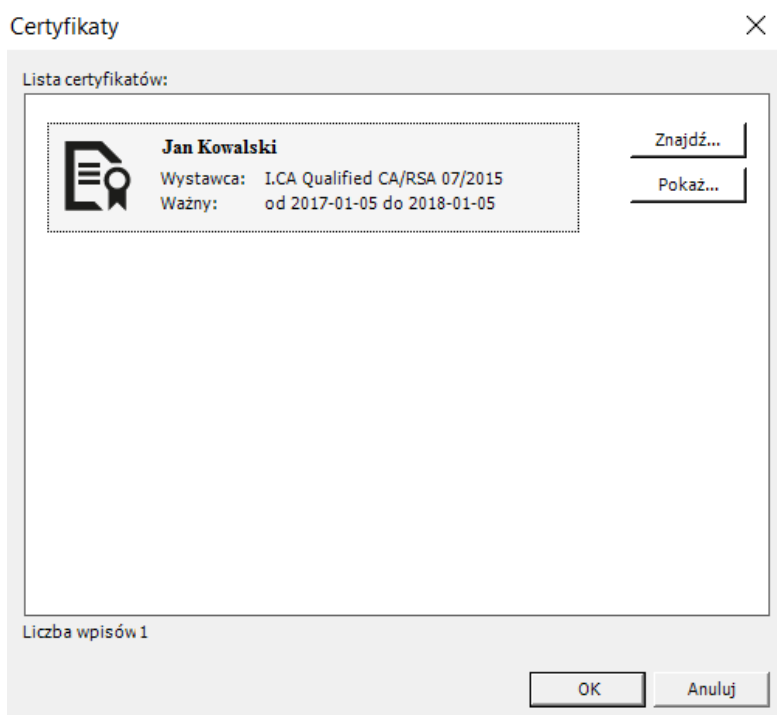 Certyfikaty
Lista certyfikatów:
Jan Kowalski
Wystawca: I.CA Qualified CA/RSA 07/2015
Ważny: od 2017-01-05 do 2018-01-05
Znajdź...
Pokaż...
Liczba wpisów 1
OK
Anuluj